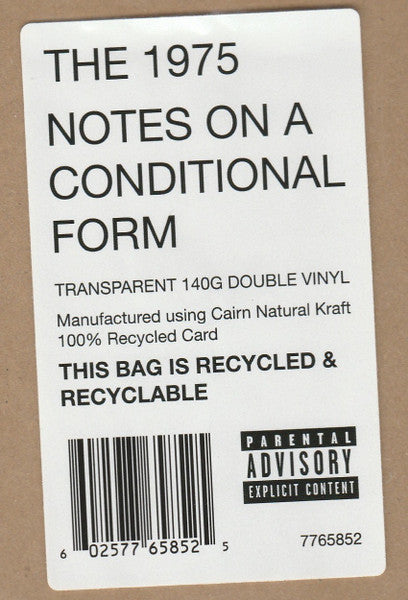 THE 1975
NOTES ON A
CONDITIONAL
FORM
TRANSPARENT 140G DOUBLE VINYL
Manufactured using Cairn Natural Kraft
100% Recycled Card
THIS BAG IS RECYCLED &
RECYCLABLE
PARENTAL
ADVISORY
EXPLICIT CONTENT
6 02577 65852 5
7765852